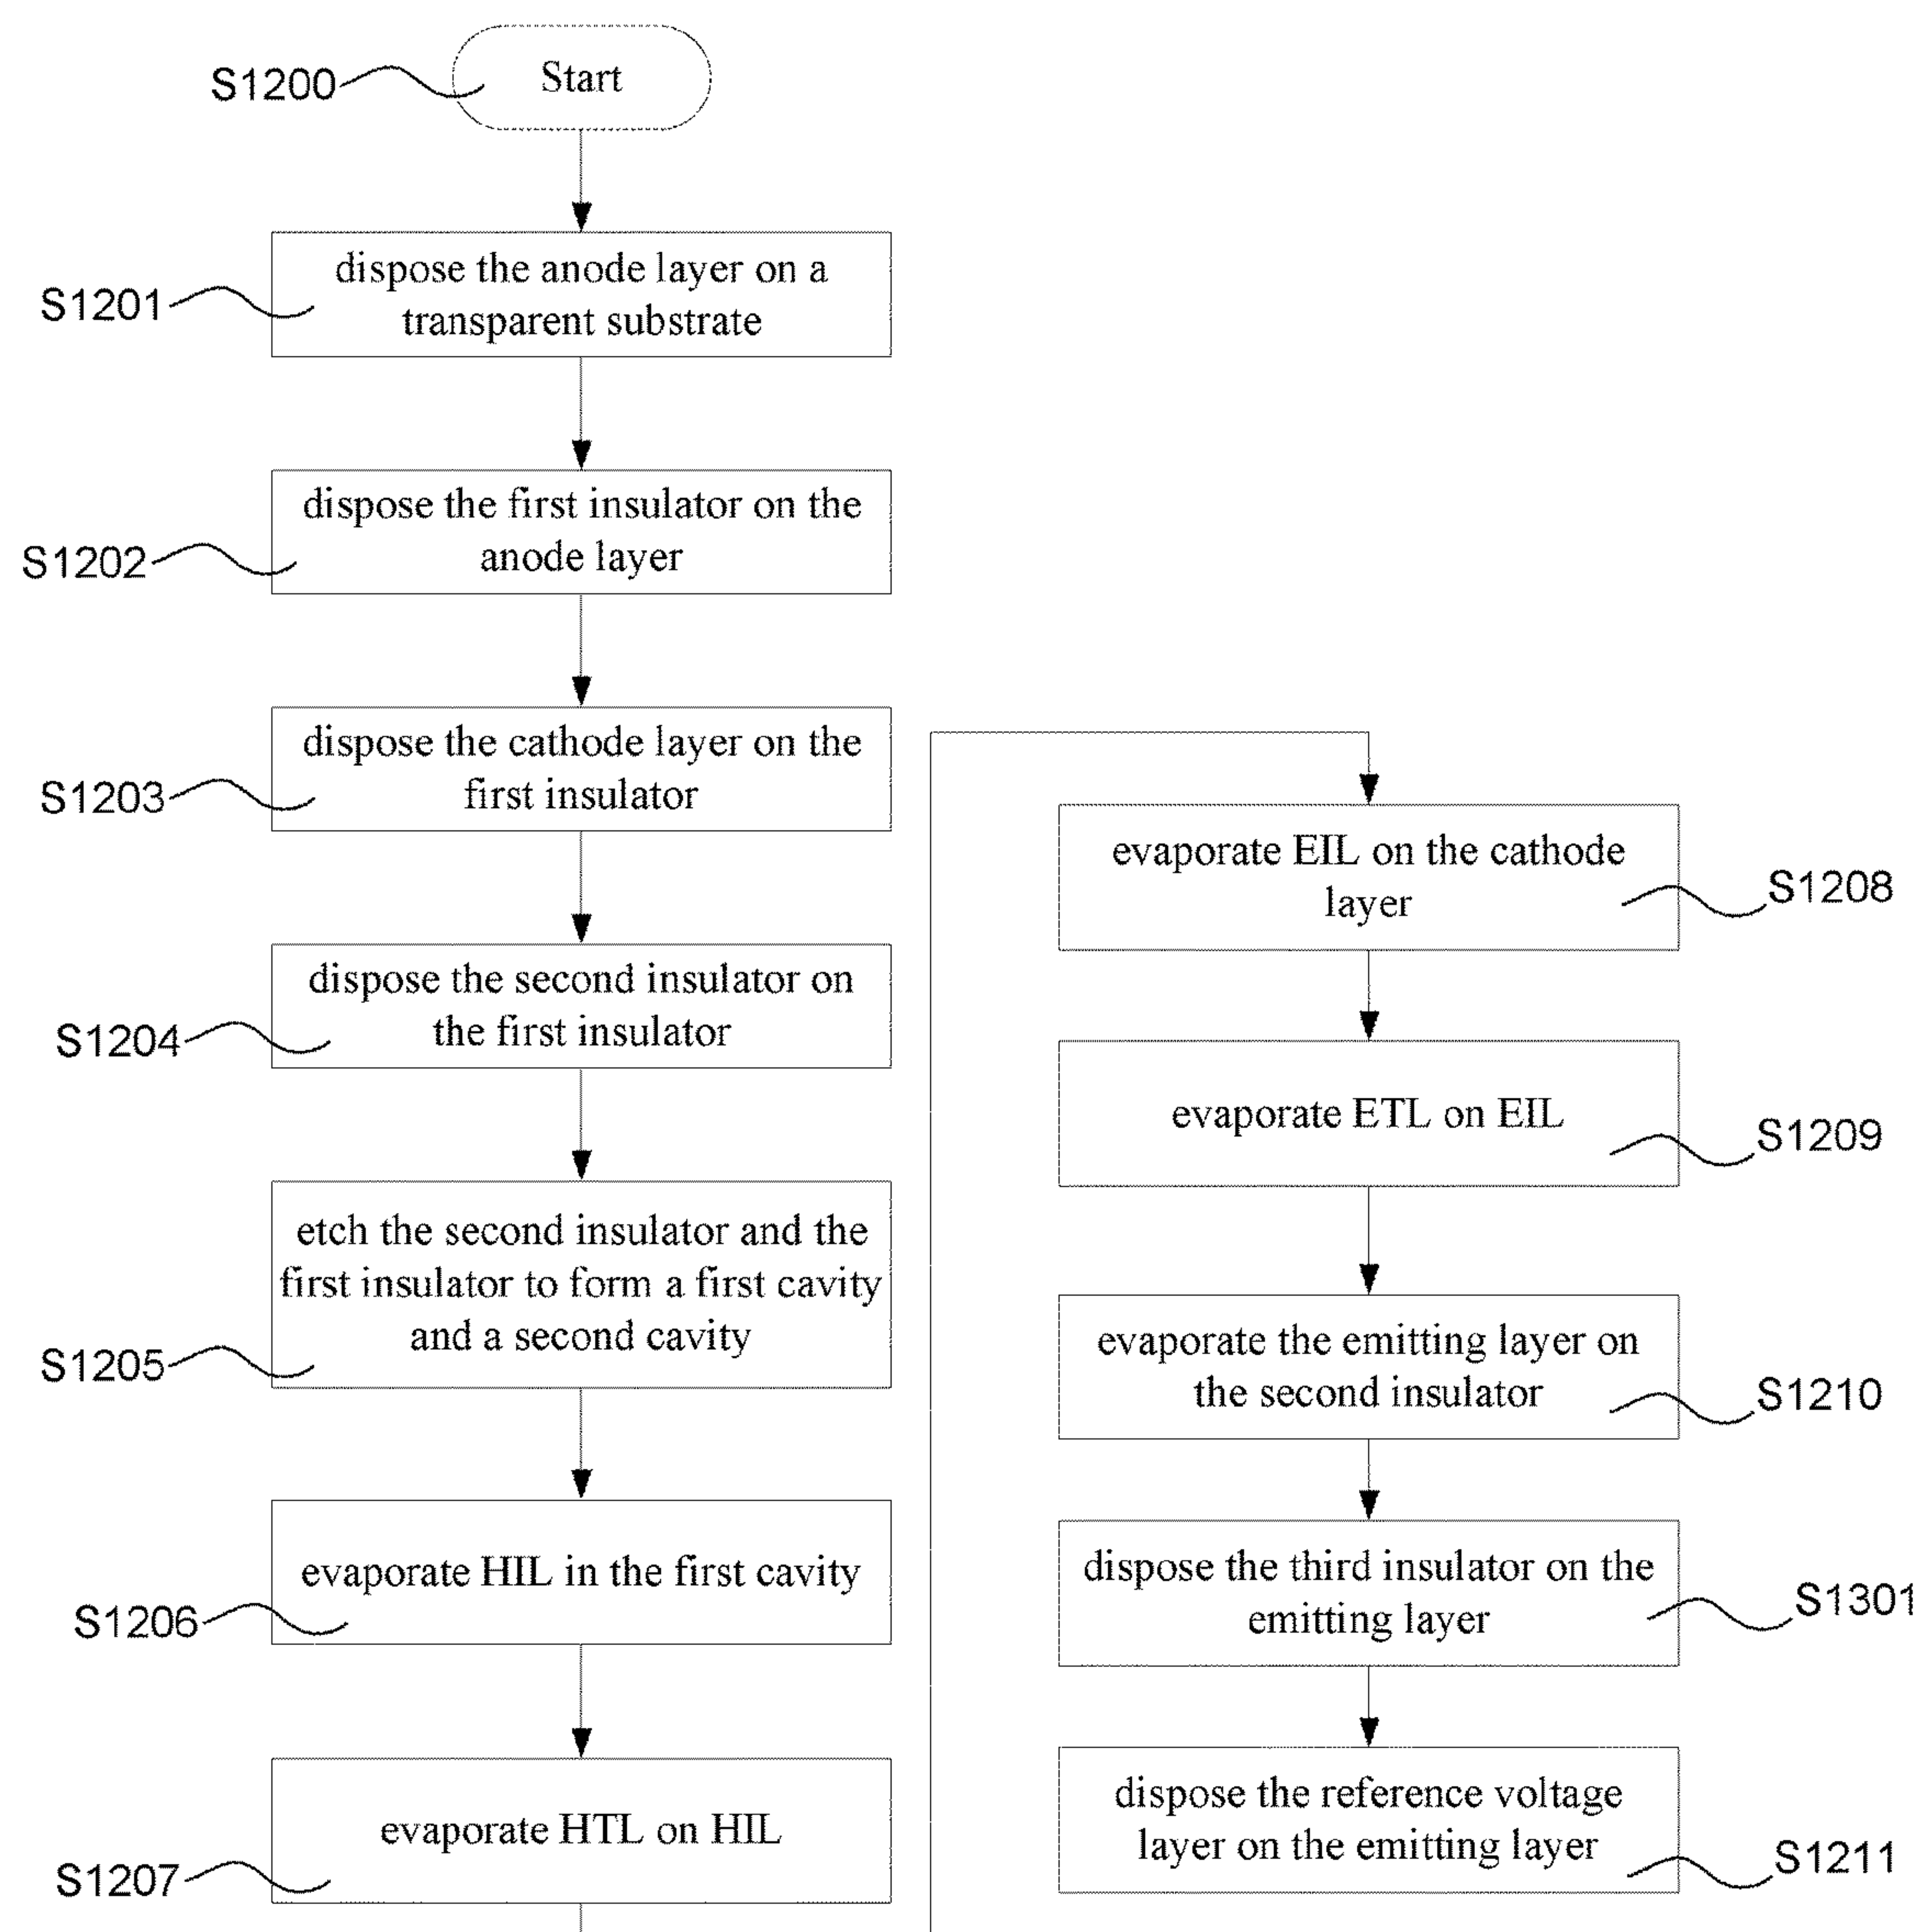 S1200
Start
S1201
dispose the anode layer on a
transparent substrate
S1202
dispose the first insulator on the
anode layer
S1203
dispose the cathode layer on the
first insulator
S1204
dispose the second insulator on
the first insulator
S1205
etch the second insulator and the
first insulator to form a first cavity
and a second cavity
S1206
evaporate HIL in the first cavity
S1207
evaporate HTL on HIL
evaporate EIL on the cathode
layer
S1208
evaporate ETL on EIL
S1209
evaporate the emitting layer on
the second insulator
S1210
dispose the third insulator on the
emitting layer
S1301
dispose the reference voltage
layer on the emitting layer
S1211